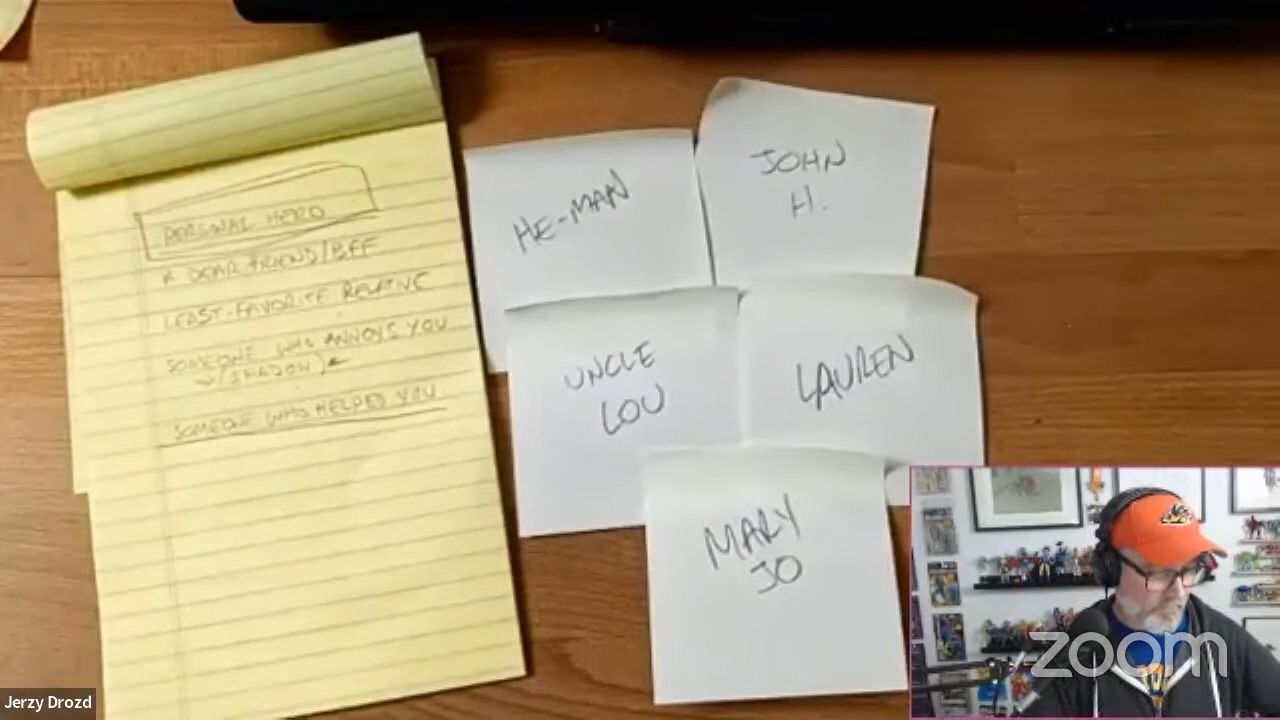 PERSONAL HERO
A DEAR FRIEND/BFF
LEAST-FAVORITE RELATIVE
SOMEONE WHO ANNOYS YOU
(SHADOW)
SOMEONE WHO HELPED YOU
HE-MAN
JOHN
H.
UNCLE
LOU
LAUREN
MARY
JO
zoom
Jerzy Drozd